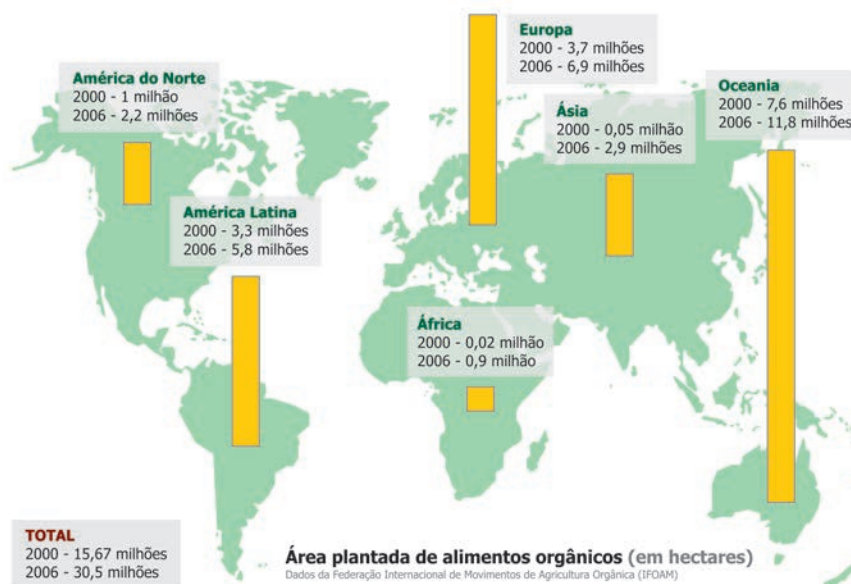 Europa
2000 - 3,7 milhões
2006 - 6,9 milhões
América do Norte
2000 - 1 milhão
2006 - 2,2 milhões
Oceania
2000 - 7,6 milhões
2006 - 11,8 milhões
Ásia
2000 - 0,05 milhão
2006 - 2,9 milhões
América Latina
2000 - 3,3 milhões
2006 - 5,8 milhões
África
2000 - 0,02 milhão
2006 - 0,9 milhão
TOTAL
2000 - 15,67 milhões
2006 - 30,5 milhões
Área plantada de alimentos orgânicos (em hectares)
Dados da Federação Internacional de Movimentos de Agricultura Orgânica (IFOAM)